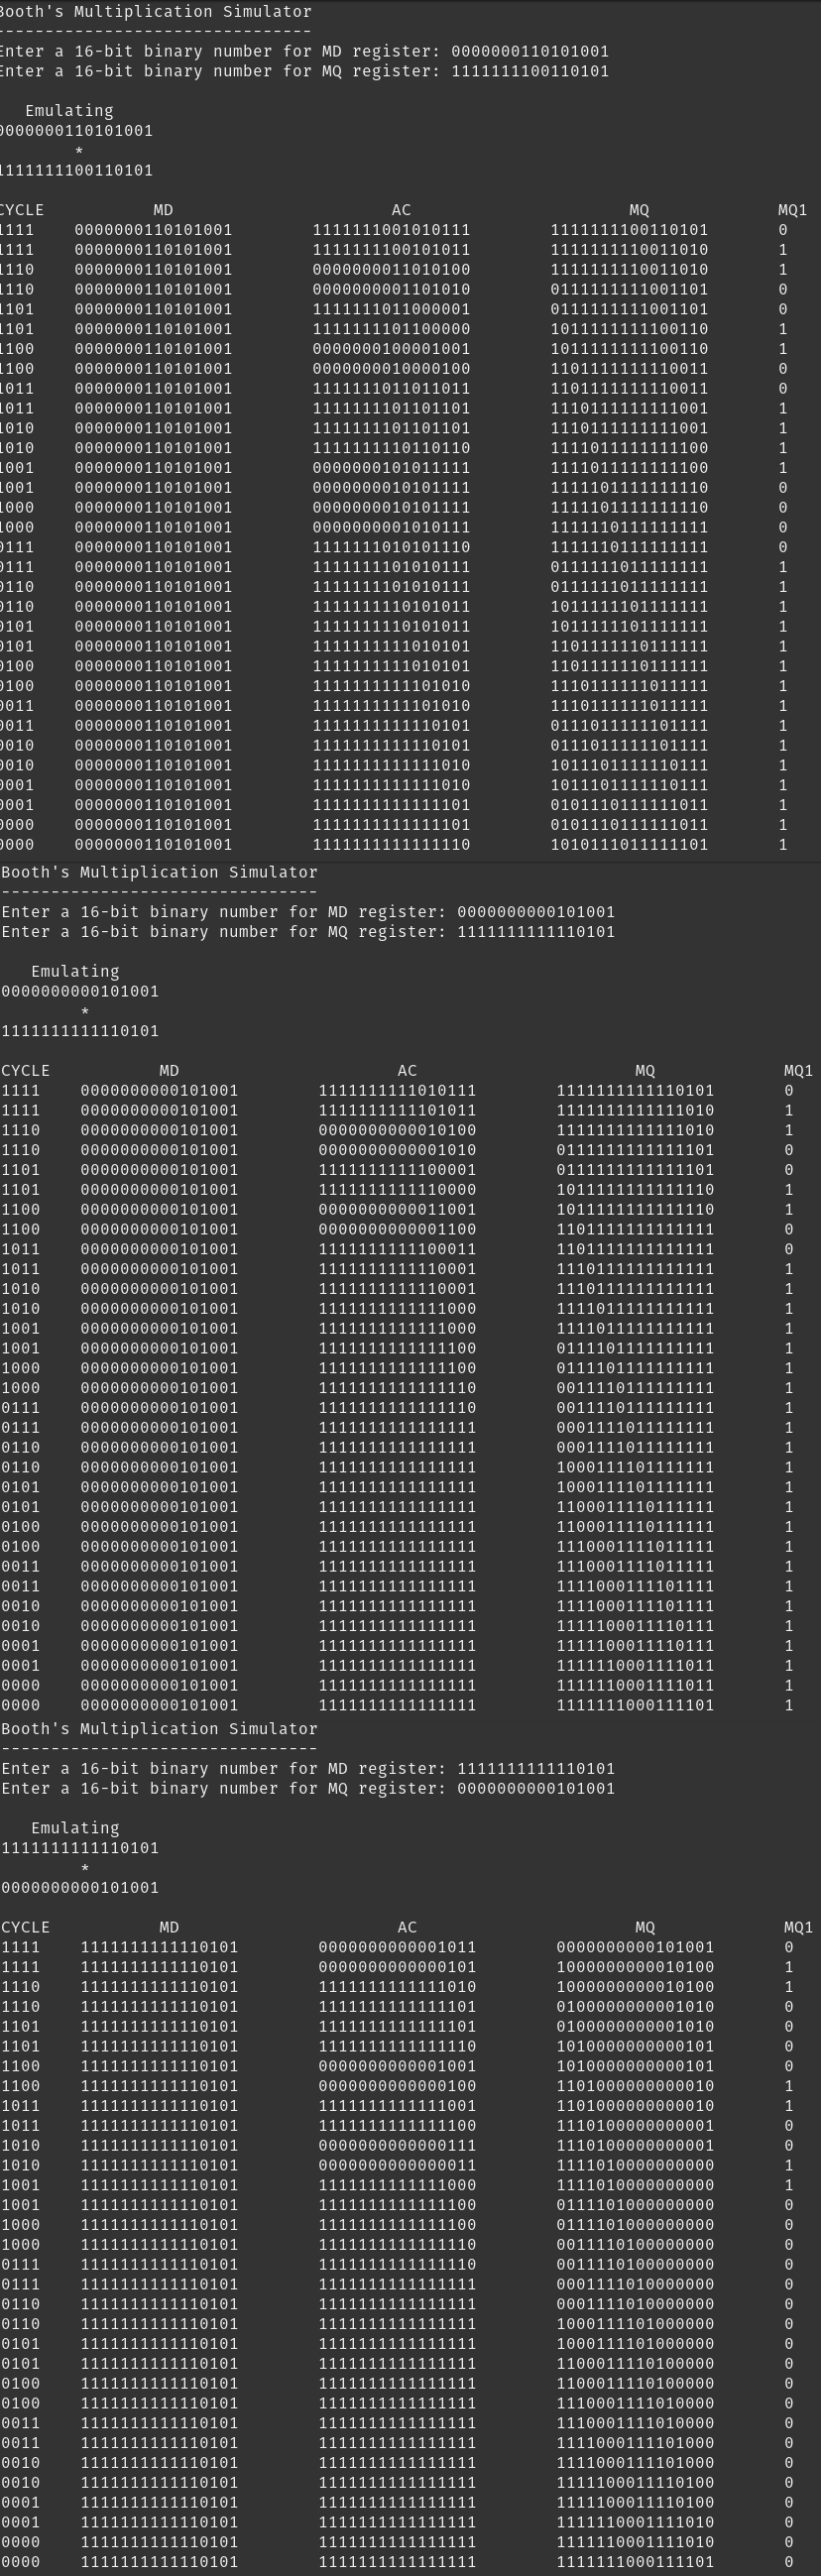 Booth's Multiplication Simulator
--------------------------------
Enter a 16-bit binary number for MD register: 0000000110101001
Enter a 16-bit binary number for MQ register: 1111111100110101
Emulating
0000000110101001
*
1111111100110101
CYCLE MD AC MQ MQ1
1111 0000000110101001 1111111001010111 1111111100110101 0
1111 0000000110101001 1111111100101011 1111111110011010 1
1110 0000000110101001 0000000011010100 1111111110011010 1
1110 0000000110101001 0000000001101010 0111111111001101 0
1101 0000000110101001 1111111011000001 0111111111001101 0
1101 0000000110101001 1111111101100000 1011111111100110 1
1100 0000000110101001 0000000100001001 1011111111100110 1
1100 0000000110101001 0000000010000100 1101111111110011 0
1011 0000000110101001 1111111011011011 1101111111110011 0
1011 0000000110101001 1111111101101101 1110111111111001 1
1010 0000000110101001 1111111101101101 1110111111111001 1
1010 0000000110101001 1111111110110110 1111011111111100 1
1001 0000000110101001 0000000101011111 1111011111111100 1
1001 0000000110101001 0000000010101111 1111101111111110 0
1000 0000000110101001 0000000010101111 1111101111111110 0
1000 0000000110101001 0000000001010111 1111110111111111 0
0111 0000000110101001 1111111010101110 1111110111111111 0
0111 0000000110101001 1111111101010111 0111111011111111 1
0110 0000000110101001 1111111101010111 0111111011111111 1
0110 0000000110101001 1111111110101011 1011111101111111 1
0101 0000000110101001 1111111110101011 1011111101111111 1
0101 0000000110101001 1111111111010101 1101111110111111 1
0100 0000000110101001 1111111111010101 1101111110111111 1
0100 0000000110101001 1111111111101010 1110111111011111 1
0011 0000000110101001 1111111111101010 1110111111011111 1
0011 0000000110101001 1111111111110101 0111011111101111 1
0010 0000000110101001 1111111111110101 0111011111101111 1
0010 0000000110101001 1111111111111010 1011101111110111 1
0001 0000000110101001 1111111111111010 1011101111110111 1
0001 0000000110101001 1111111111111101 0101110111111011 1
0000 0000000110101001 1111111111111101 0101110111111011 1
0000 0000000110101001 1111111111111110 1010111011111101 1
Booth's Multiplication Simulator
--------------------------------
Enter a 16-bit binary number for MD register: 0000000000101001
Enter a 16-bit binary number for MQ register: 1111111111110101
Emulating
0000000000101001
*
1111111111110101
CYCLE MD AC MQ MQ1
1111 0000000000101001 1111111111010111 1111111111110101 0
1111 0000000000101001 1111111111101011 1111111111111010 1
1110 0000000000101001 0000000000010100 1111111111111010 1
1110 0000000000101001 0000000000001010 0111111111111101 0
1101 0000000000101001 1111111111100001 0111111111111101 0
1101 0000000000101001 1111111111110000 1011111111111110 1
1100 0000000000101001 0000000000011001 1011111111111110 1
1100 0000000000101001 0000000000001100 1101111111111111 0
1011 0000000000101001 1111111111100011 1101111111111111 0
1011 0000000000101001 1111111111110001 1110111111111111 1
1010 0000000000101001 1111111111110001 1110111111111111 1
1010 0000000000101001 1111111111111000 1111011111111111 1
1001 0000000000101001 1111111111111000 1111011111111111 1
1001 0000000000101001 1111111111111100 0111101111111111 1
1000 0000000000101001 1111111111111100 0111101111111111 1
1000 0000000000101001 1111111111111110 0011110111111111 1
0111 0000000000101001 1111111111111110 0011110111111111 1
0111 0000000000101001 1111111111111111 0001111011111111 1
0110 0000000000101001 1111111111111111 0001111011111111 1
0110 0000000000101001 1111111111111111 1000111101111111 1
0101 0000000000101001 1111111111111111 1000111101111111 1
0101 0000000000101001 1111111111111111 1100011110111111 1
0100 0000000000101001 1111111111111111 1100011110111111 1
0100 0000000000101001 1111111111111111 1110001111011111 1
0011 0000000000101001 1111111111111111 1110001111011111 1
0011 0000000000101001 1111111111111111 1111000111101111 1
0010 0000000000101001 1111111111111111 1111000111101111 1
0010 0000000000101001 1111111111111111 1111100011110111 1
0001 0000000000101001 1111111111111111 1111100011110111 1
0001 0000000000101001 1111111111111111 1111110001111011 1
0000 0000000000101001 1111111111111111 1111110001111011 1
0000 0000000000101001 1111111111111111 1111111000111101 1
Booth's Multiplication Simulator
--------------------------------
Enter a 16-bit binary number for MD register: 1111111111110101
Enter a 16-bit binary number for MQ register: 0000000000101001
Emulating
1111111111110101
*
0000000000101001
CYCLE MD AC MQ MQ1
1111 1111111111110101 0000000000001011 0000000000101001 0
1111 1111111111110101 0000000000000101 1000000000010100 1
1110 1111111111110101 1111111111111010 1000000000010100 1
1110 1111111111110101 1111111111111101 0100000000001010 0
1101 1111111111110101 1111111111111101 0100000000001010 0
1101 1111111111110101 1111111111111110 1010000000000101 0
1100 1111111111110101 0000000000001001 1010000000000101 0
1100 1111111111110101 0000000000000100 1101000000000010 1
1011 1111111111110101 1111111111111001 1101000000000010 1
1011 1111111111110101 1111111111111100 1110100000000001 0
1010 1111111111110101 0000000000000111 1110100000000001 0
1010 1111111111110101 0000000000000011 1111010000000000 1
1001 1111111111110101 1111111111111000 1111010000000000 1
1001 1111111111110101 1111111111111100 0111101000000000 0
1000 1111111111110101 1111111111111100 0111101000000000 0
1000 1111111111110101 1111111111111110 0011110100000000 0
0111 1111111111110101 1111111111111110 0011110100000000 0
0111 1111111111110101 1111111111111111 0001111010000000 0
0110 1111111111110101 1111111111111111 0001111010000000 0
0110 1111111111110101 1111111111111111 1000111101000000 0
0101 1111111111110101 1111111111111111 1000111101000000 0
0101 1111111111110101 1111111111111111 1100011110100000 0
0100 1111111111110101 1111111111111111 1100011110100000 0
0100 1111111111110101 1111111111111111 1110001111010000 0
0011 1111111111110101 1111111111111111 1110001111010000 0
0011 1111111111110101 1111111111111111 1111000111101000 0
0010 1111111111110101 1111111111111111 1111000111101000 0
0010 1111111111110101 1111111111111111 1111100011110100 0
0001 1111111111110101 1111111111111111 1111100011110100 0
0001 1111111111110101 1111111111111111 1111110001111010 0
0000 1111111111110101 1111111111111111 1111110001111010 0
0000 1111111111110101 1111111111111111 1111111000111101 0